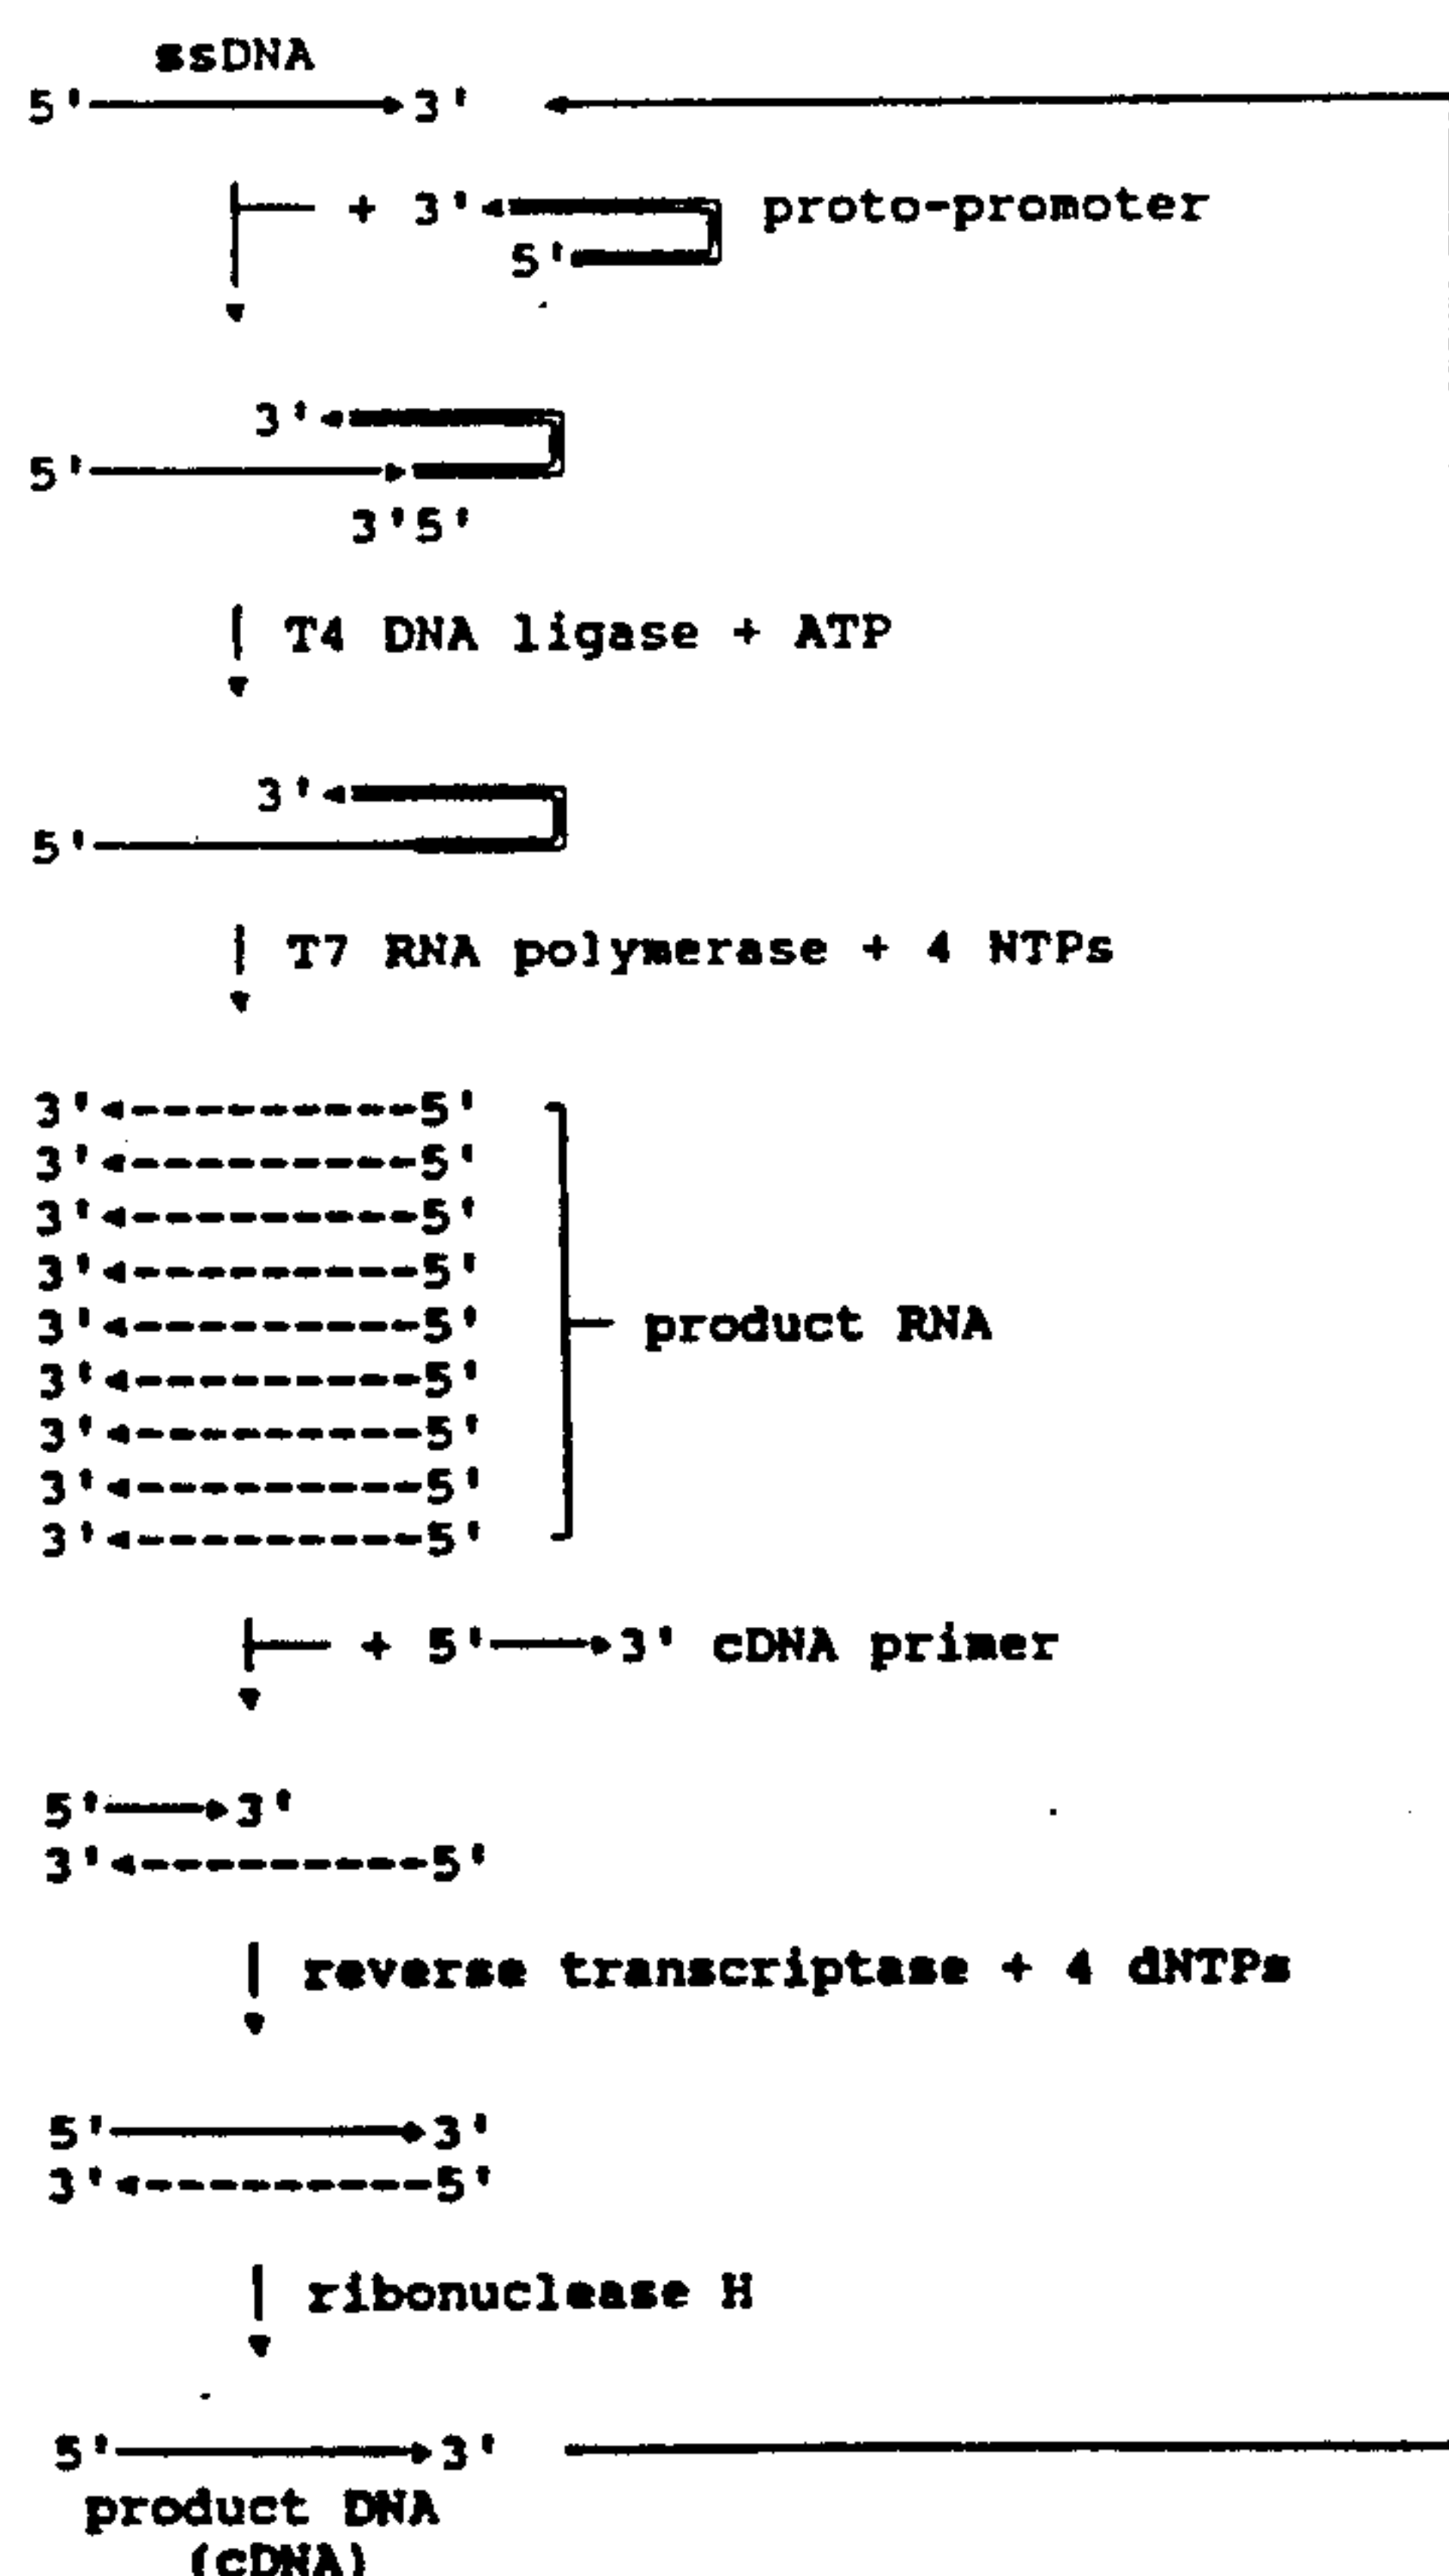 ssDNA
5' 3'
+ 3' proto-promoter
5'
3'
5'
3'5'
T4 DNA ligase + ATP
3'
5'
T7 RNA polymerase + 4 NTPs
3' 5'
3' 5'
3' 5'
3' 5'
3' 5' product RNA
3' 5'
3' 5'
3' 5'
3' 5'
+ 5' 3' cDNA primer
5' 3'
3' 5'
reverse transcriptase + 4 dNTPs
5' 3'
3' 5'
ribonuclease H
5' 3'
product DNA
(cDNA)